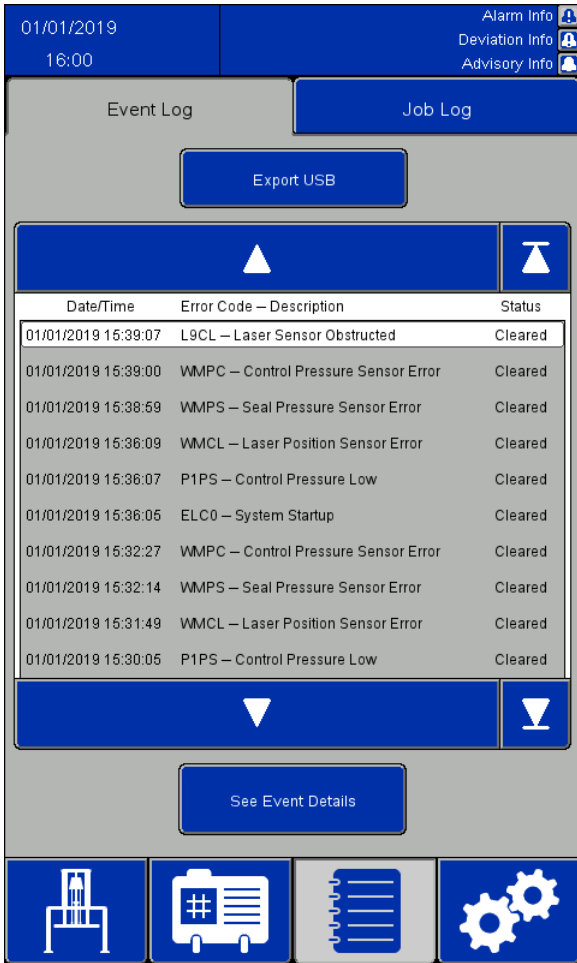 01/01/2019
16:00
Alarm Info
Deviation Info
Advisory Info
Event Log
Job Log
Export USB
Date/Time Error Code – Description Status
01/01/2019 15:39:07 L9CL – Laser Sensor Obstructed Cleared
01/01/2019 15:39:00 WMPC – Control Pressure Sensor Error Cleared
01/01/2019 15:38:59 WMPS – Seal Pressure Sensor Error Cleared
01/01/2019 15:36:09 WMCL – Laser Position Sensor Error Cleared
01/01/2019 15:36:07 P1PS – Control Pressure Low Cleared
01/01/2019 15:36:05 ELC0 – System Startup Cleared
01/01/2019 15:32:27 WMPC – Control Pressure Sensor Error Cleared
01/01/2019 15:32:14 WMPS – Seal Pressure Sensor Error Cleared
01/01/2019 15:31:49 WMCL – Laser Position Sensor Error Cleared
01/01/2019 15:30:05 P1PS – Control Pressure Low Cleared
See Event Details